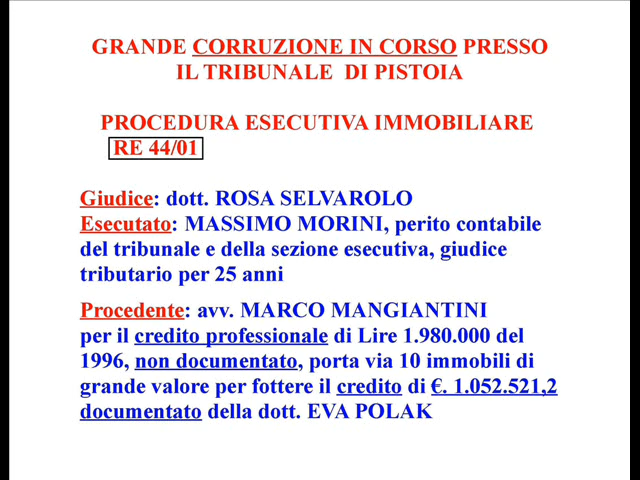 GRANDE CORRUZIONE IN CORSO PRESSO
IL TRIBUNALE DI PISTOIA
PROCEDURA ESECUTIVA IMMOBILIARE
RE 44/01
Giudice: dott. ROSA SELVAROLO
Esecutato: MASSIMO MORINI, perito contabile
del tribunale e della sezione esecutiva, giudice
tributario per 25 anni
Procedente: avv. MARCO MANGIANTINI
per il credito professionale di Lire 1.980.000 del
1996, non documentato, porta via 10 immobili di
grande valore per fottere il credito di €. 1.052.521,2
documentato della dott. EVA POLAK